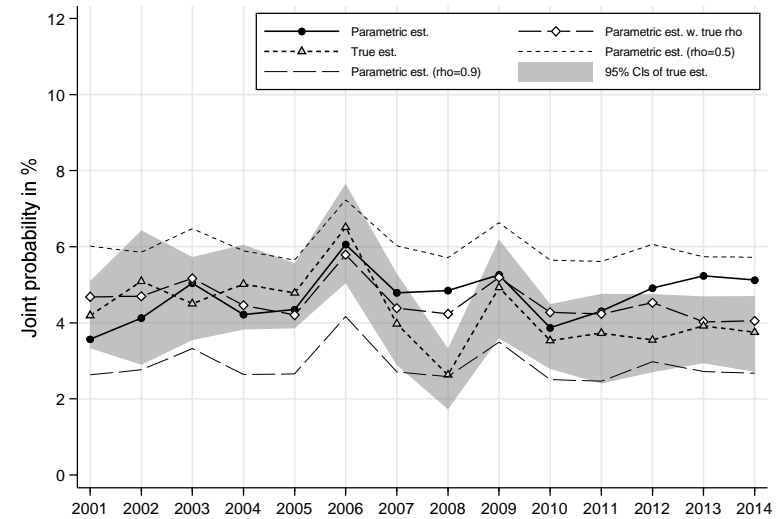 12
10
8
6
4
2
0
Joint probability in %
Parametric est.
True est.
Parametric est. (rho=0.9)
Parametric est. w. true rho
Parametric est. (rho=0.5)
95% CIs of true est.
2001 2002 2003 2004 2005 2006 2007 2008 2009 2010 2011 2012 2013 2014